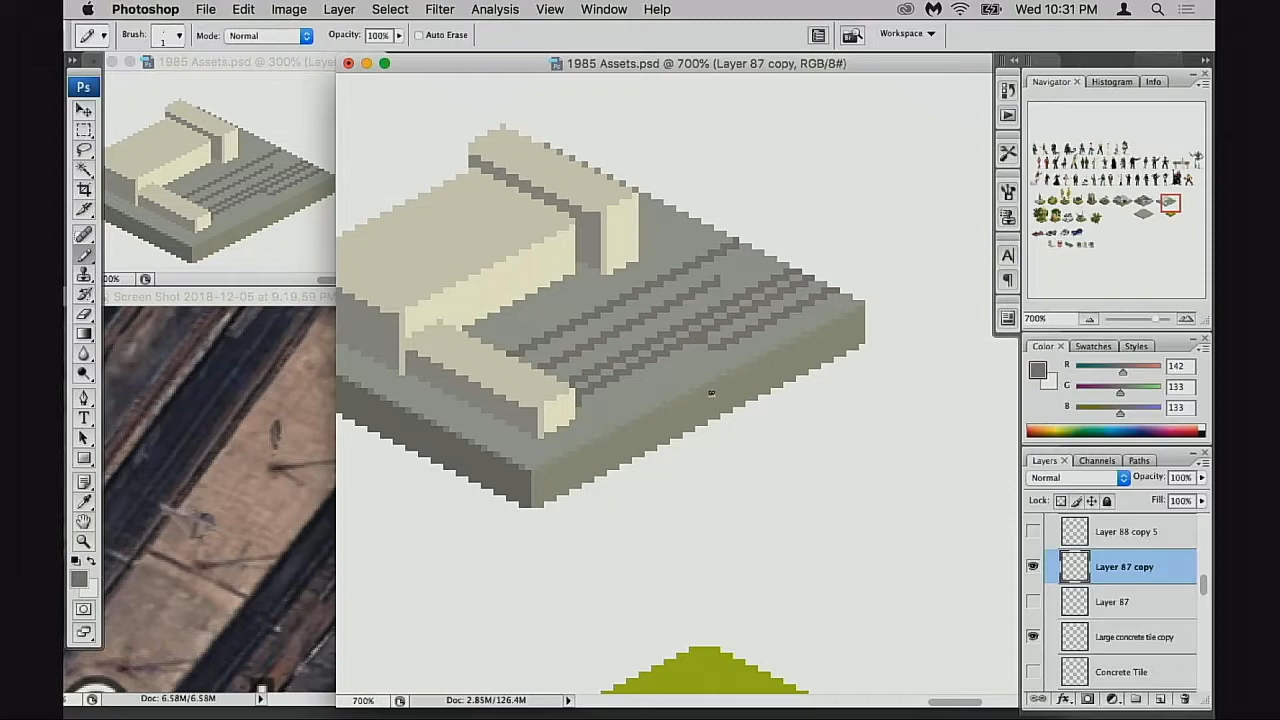 Photoshop File Edit Image Layer Select Filter Analysis View Window Help Wed 10:31 PM
Brush: 1 Mode: Normal Opacity: 100% Auto Erase Workspace
1985 Assets.psd @ 300% (Layer
1985 Assets.psd @ 700% (Layer 87 copy, RGB/8#)
Ps
Navigator Histogram Info
700%
Color Swatches Styles
R 142
G 133
B 133
00%
Screen Shot 2018-12-05 at 9.19.59 PM
Layers Channels Paths
Normal Opacity: 100%
Lock: Fill: 100%
Layer 88 copy 5
Layer 87 copy
Layer 87
Large concrete tile copy
Concrete Tile
Doc: 6.58M/6.58M
700% Doc: 2.85M/126.4M